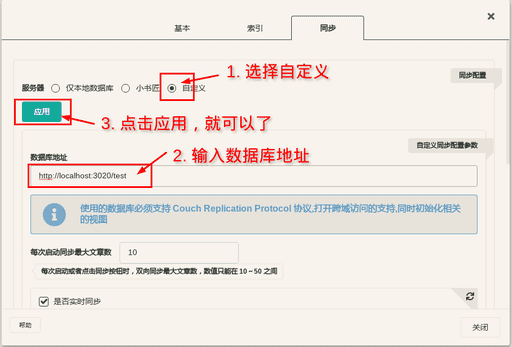 基本 索引 同步
1. 选择自定义
同步配置
服务器 仅本地数据库 小书匠 自定义
应用
3. 点击应用，就可以了
自定义同步配置参数
2. 输入数据库地址
数据库地址
http://localhost:3020/test
使用的数据库必须支持 Couch Replication Protocol 协议,打开跨域访问的支持,同时初始化相关
的视图
每次启动同步最大文章数 10
每次启动或者点击同步按钮时，双向同步最大文章数，数值只能在 10 ~ 50 之间
是否实时同步
帮助 关闭